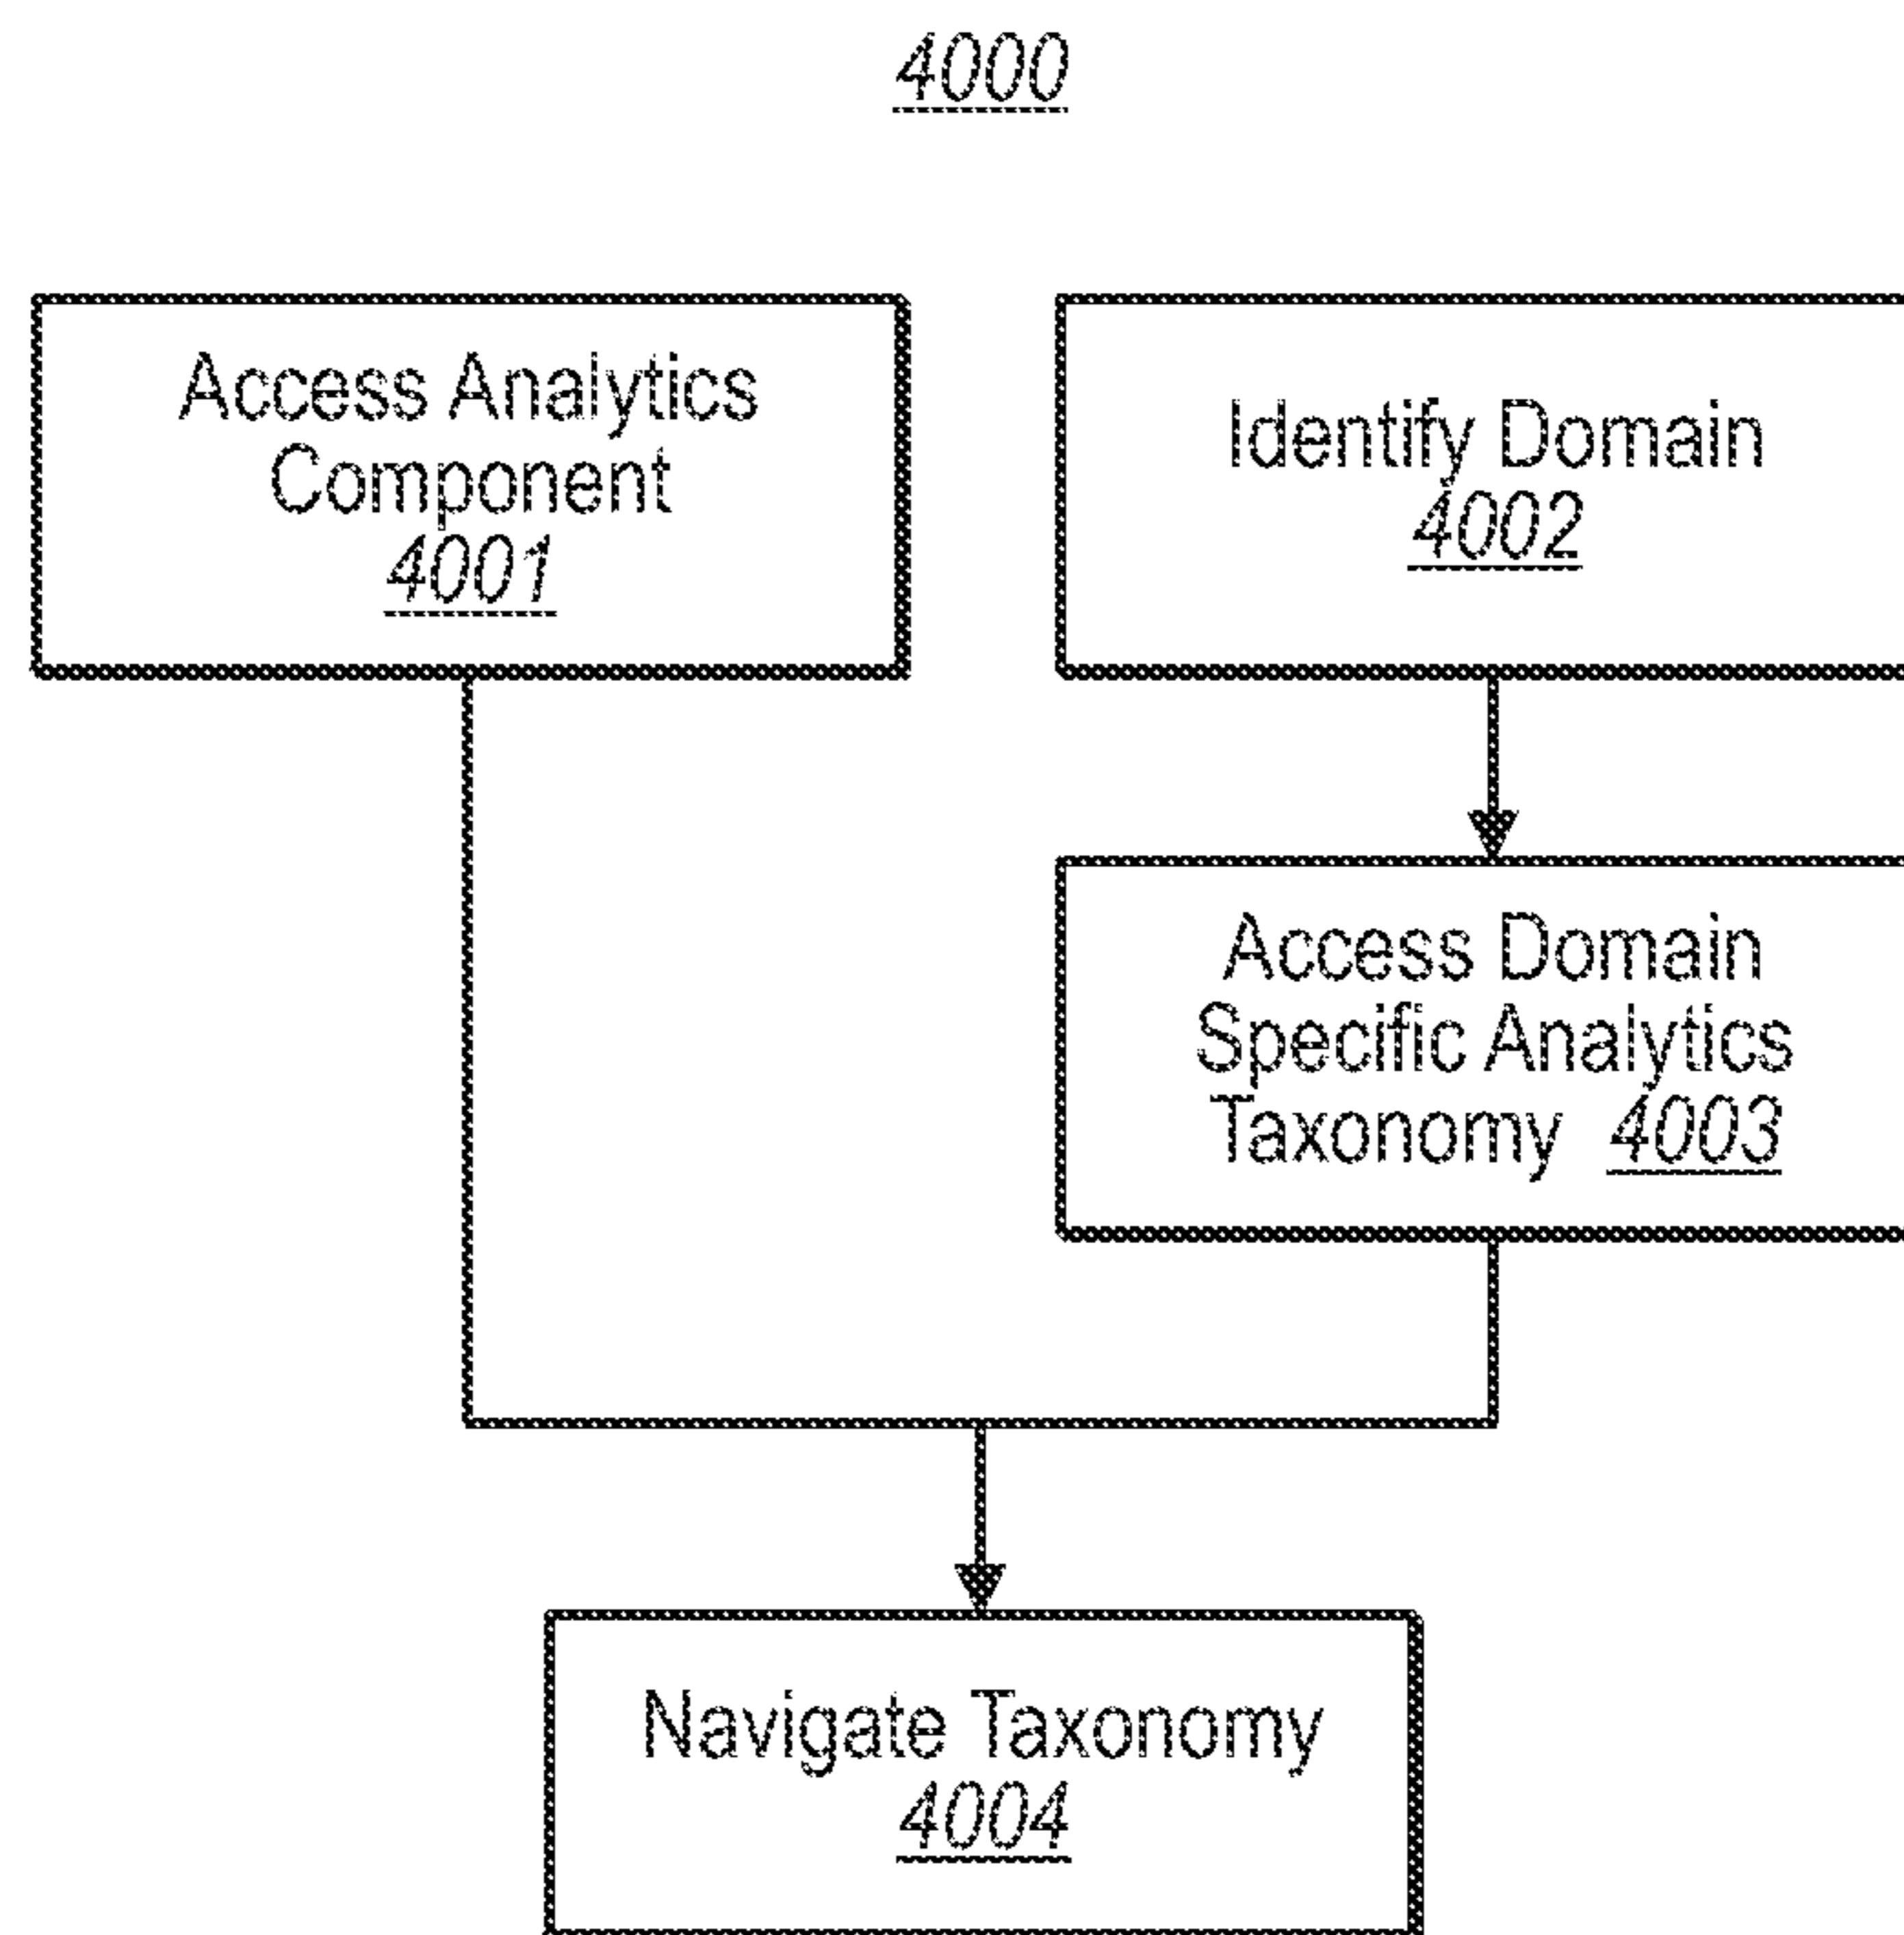 4000
Access Analytics
Component
4001
Identify Domain
4002
Access Domain
Specific Analytics
Taxonomy 4003
Navigate Taxonomy
4004